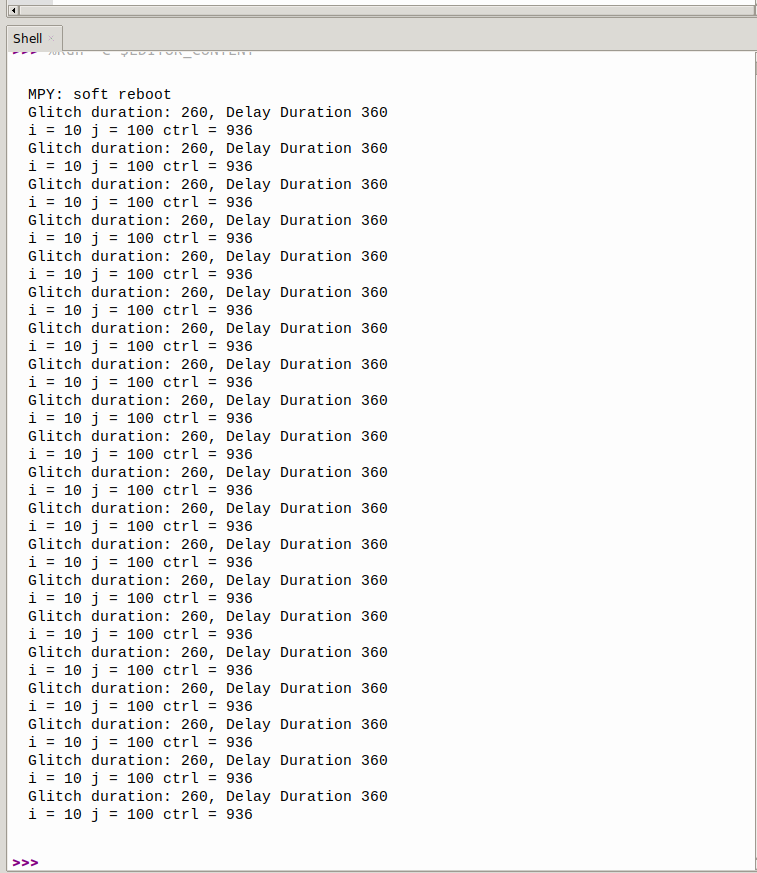 Shell
>>> %Run -c $EDITOR_CONTENT
MPY: soft reboot
Glitch duration: 260, Delay Duration 360
i = 10 j = 100 ctrl = 936
Glitch duration: 260, Delay Duration 360
i = 10 j = 100 ctrl = 936
Glitch duration: 260, Delay Duration 360
i = 10 j = 100 ctrl = 936
Glitch duration: 260, Delay Duration 360
i = 10 j = 100 ctrl = 936
Glitch duration: 260, Delay Duration 360
i = 10 j = 100 ctrl = 936
Glitch duration: 260, Delay Duration 360
i = 10 j = 100 ctrl = 936
Glitch duration: 260, Delay Duration 360
i = 10 j = 100 ctrl = 936
Glitch duration: 260, Delay Duration 360
i = 10 j = 100 ctrl = 936
Glitch duration: 260, Delay Duration 360
i = 10 j = 100 ctrl = 936
Glitch duration: 260, Delay Duration 360
i = 10 j = 100 ctrl = 936
Glitch duration: 260, Delay Duration 360
i = 10 j = 100 ctrl = 936
Glitch duration: 260, Delay Duration 360
i = 10 j = 100 ctrl = 936
Glitch duration: 260, Delay Duration 360
i = 10 j = 100 ctrl = 936
Glitch duration: 260, Delay Duration 360
i = 10 j = 100 ctrl = 936
Glitch duration: 260, Delay Duration 360
i = 10 j = 100 ctrl = 936
Glitch duration: 260, Delay Duration 360
i = 10 j = 100 ctrl = 936
Glitch duration: 260, Delay Duration 360
i = 10 j = 100 ctrl = 936
Glitch duration: 260, Delay Duration 360
i = 10 j = 100 ctrl = 936
Glitch duration: 260, Delay Duration 360
i = 10 j = 100 ctrl = 936
Glitch duration: 260, Delay Duration 360
i = 10 j = 100 ctrl = 936
>>>